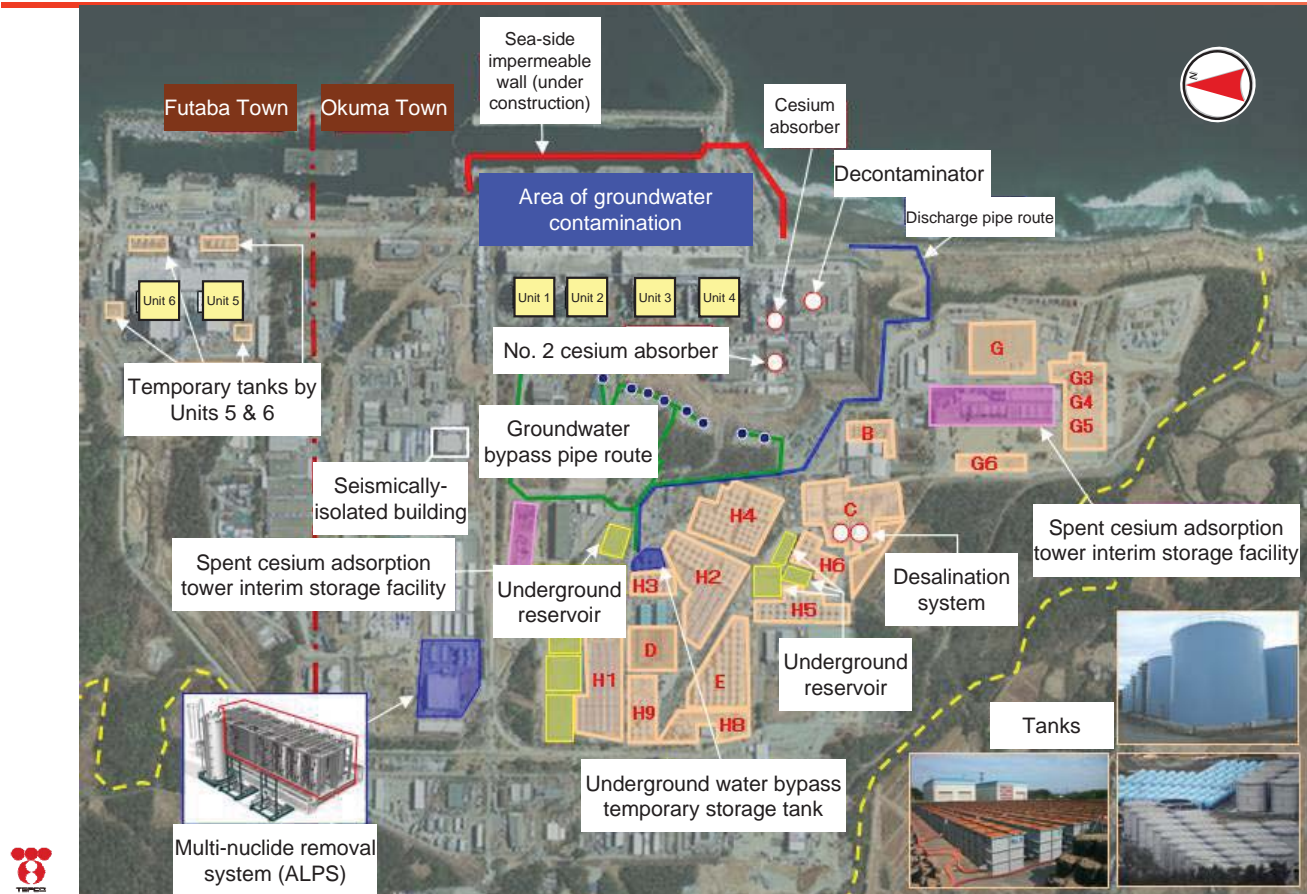 Sea-side
impermeable
wall (under
construction)
N
Futaba Town
Okuma Town
Cesium
absorber
Decontaminator
Discharge pipe route
Area of groundwater
contamination
Unit 6
Unit 5
Unit 1
Unit 2
Unit 3
Unit 4
No. 2 cesium absorber
G
G3
G4
G5
G6
B
Temporary tanks by
Units 5 & 6
Groundwater
bypass pipe route
Seismically-
isolated building
H4
C
Spent cesium adsorption
tower interim storage facility
Spent cesium adsorption
tower interim storage facility
Underground
reservoir
H3
H2
H6
H5
Desalination
system
Underground
reservoir
D
H1
E
H9
H8
Tanks
Underground water bypass
temporary storage tank
Multi-nuclide removal
system (ALPS)
TEPCO